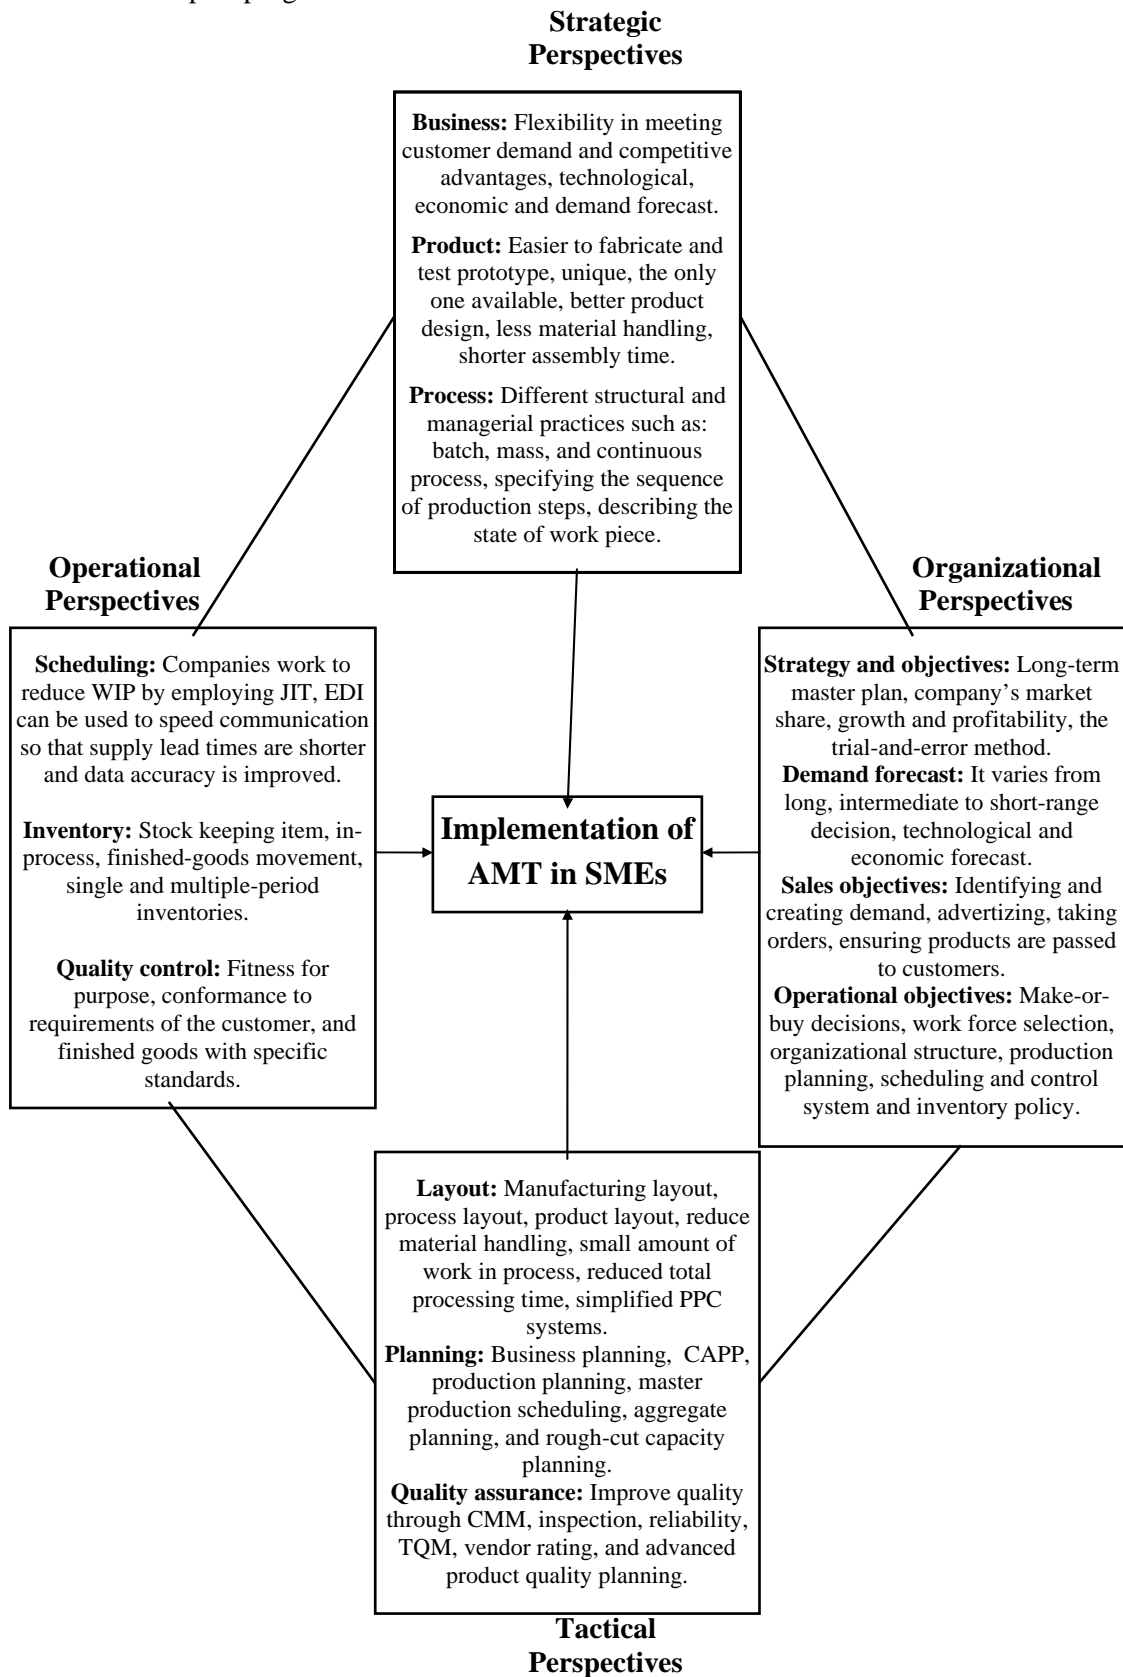 Strategic
Perspectives
Business: Flexibility in meeting
customer demand and competitive
advantages, technological,
economic and demand forecast.
Product: Easier to fabricate and
test prototype, unique, the only
one available, better product
design, less material handling,
shorter assembly time.
Process: Different structural and
managerial practices such as:
batch, mass, and continuous
process, specifying the sequence
of production steps, describing the
state of work piece.
Operational
Perspectives
Scheduling: Companies work to
reduce WIP by employing JIT, EDI
can be used to speed communication
so that supply lead times are shorter
and data accuracy is improved.
Inventory: Stock keeping item, in-
process, finished-goods movement,
single and multiple-period
inventories.
Quality control: Fitness for
purpose, conformance to
requirements of the customer, and
finished goods with specific
standards.
Implementation of
AMT in SMEs
Organizational
Perspectives
Strategy and objectives: Long-term
master plan, company's market
share, growth and profitability, the
trial-and-error method.
Demand forecast: It varies from
long, intermediate to short-range
decision, technological and
economic forecast.
Sales objectives: Identifying and
creating demand, advertizing, taking
orders, ensuring products are passed
to customers.
Operational objectives: Make-or-
buy decisions, work force selection,
organizational structure, production
planning, scheduling and control
system and inventory policy.
Layout: Manufacturing layout,
process layout, product layout, reduce
material handling, small amount of
work in process, reduced total
processing time, simplified PPC
systems.
Planning: Business planning, CAPP,
production planning, master
production scheduling, aggregate
planning, and rough-cut capacity
planning.
Quality assurance: Improve quality
through CMM, inspection, reliability,
TQM, vendor rating, and advanced
product quality planning.
Tactical
Perspectives